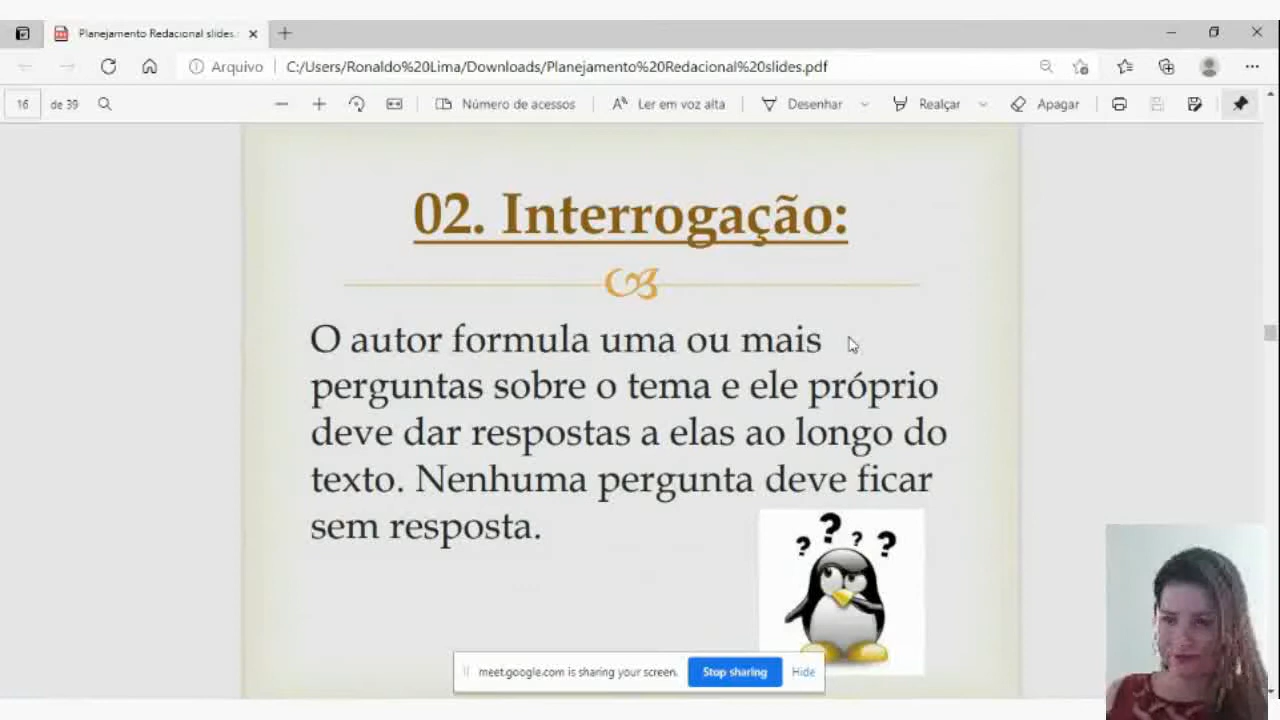 Planejamento Redacional slides.
Arquivo
C:/Users/Ronaldo%20Lima/Downloads/Planejamento%20Redacional%20slides.pdf
16 de 39
Número de acessos
Ler em voz alta
Desenhar
Realçar
Apagar
02. Interrogação:
O autor formula uma ou mais
perguntas sobre o tema e ele próprio
deve dar respostas a elas ao longo do
texto. Nenhuma pergunta deve ficar
sem resposta.
? ? ? ?
meet.google.com is sharing your screen.
Stop sharing
Hide